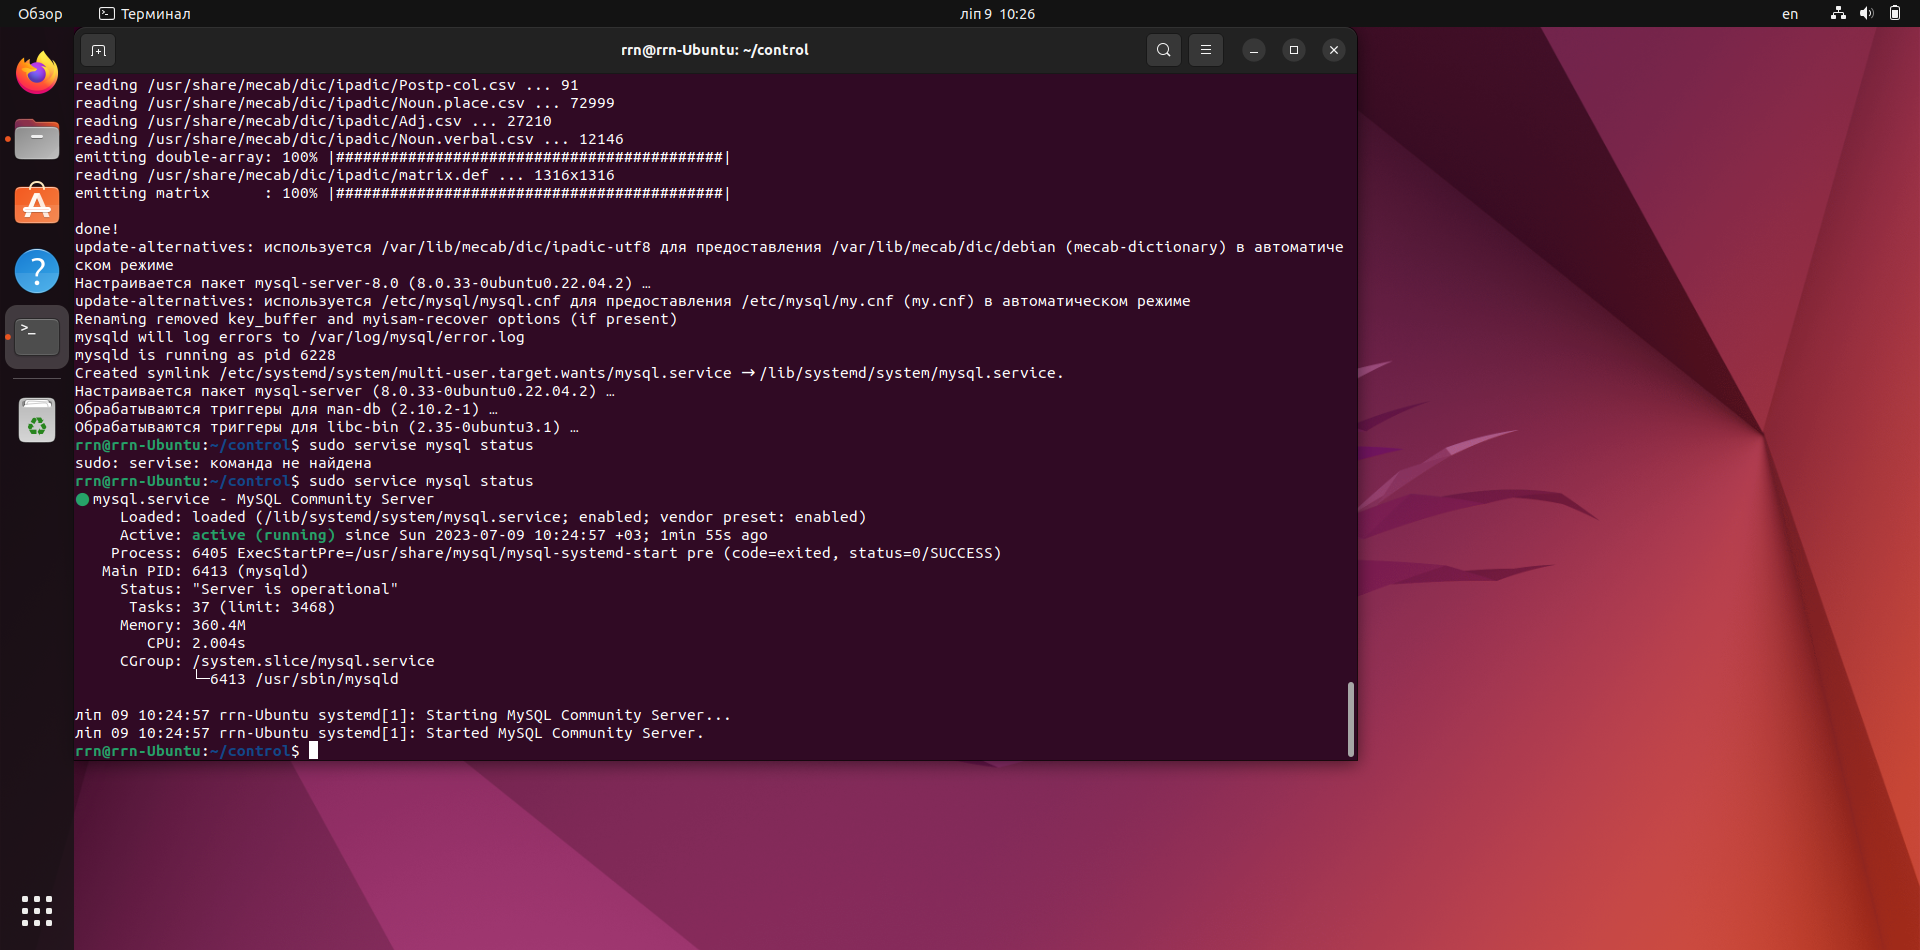 Обзор
Терминал
ліп 9 10:26
en
rrn@rrn-Ubuntu: ~/control
reading /usr/share/mecab/dic/ipadic/Postp-col.csv ... 91
reading /usr/share/mecab/dic/ipadic/Noun.place.csv ... 72999
reading /usr/share/mecab/dic/ipadic/Adj.csv ... 27210
reading /usr/share/mecab/dic/ipadic/Noun.verbal.csv ... 12146
emitting double-array: 100% |###########################################|
reading /usr/share/mecab/dic/ipadic/matrix.def ... 1316x1316
emitting matrix      : 100% |###########################################|
done!
update-alternatives: используется /var/lib/mecab/dic/ipadic-utf8 для предоставления /var/lib/mecab/dic/debian (mecab-dictionary) в автоматиче
ском режиме
Настраивается пакет mysql-server-8.0 (8.0.33-0ubuntu0.22.04.2) …
update-alternatives: используется /etc/mysql/mysql.cnf для предоставления /etc/mysql/my.cnf (my.cnf) в автоматическом режиме
Renaming removed key_buffer and myisam-recover options (if present)
mysqld will log errors to /var/log/mysql/error.log
mysqld is running as pid 6228
Created symlink /etc/systemd/system/multi-user.target.wants/mysql.service → /lib/systemd/system/mysql.service.
Настраивается пакет mysql-server (8.0.33-0ubuntu0.22.04.2) …
Обрабатываются триггеры для man-db (2.10.2-1) …
Обрабатываются триггеры для libc-bin (2.35-0ubuntu3.1) …
rrn@rrn-Ubuntu:~/control$ sudo servise mysql status
sudo: servise: команда не найдена
rrn@rrn-Ubuntu:~/control$ sudo service mysql status
● mysql.service - MySQL Community Server
     Loaded: loaded (/lib/systemd/system/mysql.service; enabled; vendor preset: enabled)
     Active: active (running) since Sun 2023-07-09 10:24:57 +03; 1min 55s ago
    Process: 6405 ExecStartPre=/usr/share/mysql/mysql-systemd-start pre (code=exited, status=0/SUCCESS)
   Main PID: 6413 (mysqld)
     Status: "Server is operational"
      Tasks: 37 (limit: 3468)
     Memory: 360.4M
        CPU: 2.004s
     CGroup: /system.slice/mysql.service
             └─6413 /usr/sbin/mysqld
ліп 09 10:24:57 rrn-Ubuntu systemd[1]: Starting MySQL Community Server...
ліп 09 10:24:57 rrn-Ubuntu systemd[1]: Started MySQL Community Server.
rrn@rrn-Ubuntu:~/control$